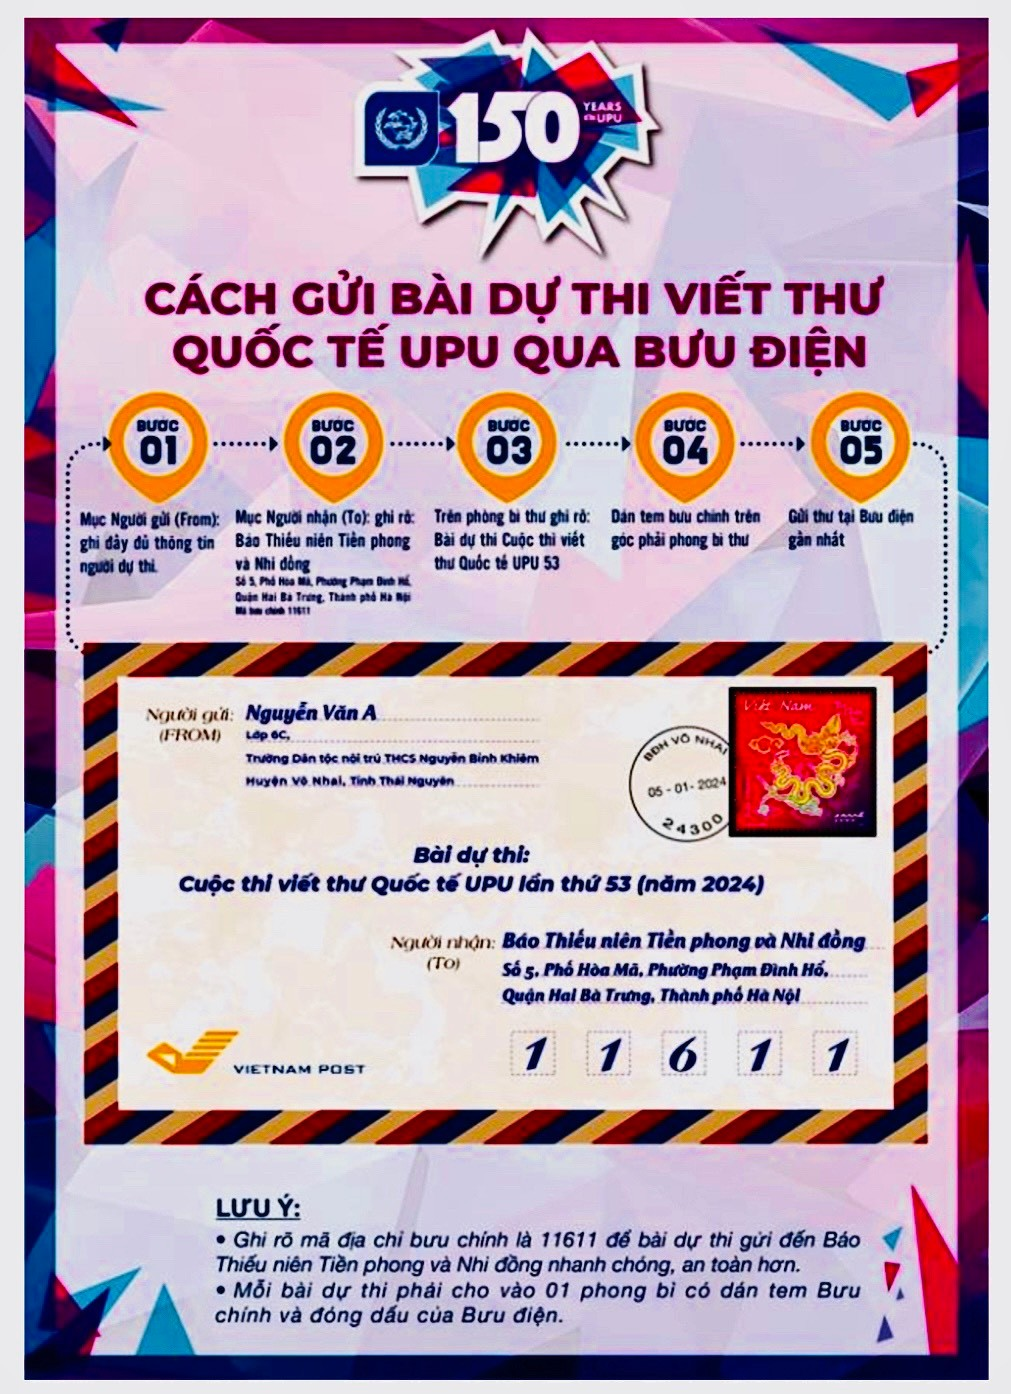 150 YEARS
UPU
CÁCH GỬI BÀI DỰ THI VIẾT THƯ
QUỐC TẾ UPU QUA BƯU ĐIỆN
BƯỚC
01
Mục Người gửi (From):
ghi đầy đủ thông tin
người dự thi.
BƯỚC
02
Mục Người nhận (To): ghi rõ:
Báo Thiếu niên Tiền phong
và Nhi đồng
Số 5, Phố Hòa Mã, Phường Phạm Đình Hổ,
Quận Hai Bà Trưng, Thành phố Hà Nội
Mã bưu chính 11611
BƯỚC
03
Trên phòng bì thư ghi rõ:
Bài dự thi Cuộc thi viết
thư Quốc tế UPU 53
BƯỚC
04
Dán tem bưu chính trên
góc phải phong bì thư
BƯỚC
05
Gửi thư tại Bưu điện
gần nhất
Người gửi: Nguyễn Văn A
(FROM)
Lớp 6C,
Trường Dân tộc nội trú THCS Nguyễn Bỉnh Khiêm
Huyện Võ Nhai, Tỉnh Thái Nguyên
BĐH VÕ NHAI
05-01-2024
24300
Việt Nam
Bài dự thi:
Cuộc thi viết thư Quốc tế UPU lần thứ 53 (năm 2024)
Người nhận: Báo Thiếu niên Tiền phong và Nhi đồng
(TO)
Số 5, Phố Hòa Mã, Phường Phạm Đình Hổ,
Quận Hai Bà Trưng, Thành phố Hà Nội
1 1 6 1 1
VIETNAM POST
LƯU Ý:
• Ghi rõ mã địa chỉ bưu chính là 11611 để bài dự thi gửi đến Báo
Thiếu niên Tiền phong và Nhi đồng nhanh chóng, an toàn hơn.
• Mỗi bài dự thi phải cho vào 01 phong bì có dán tem Bưu
chính và đóng dấu của Bưu điện.